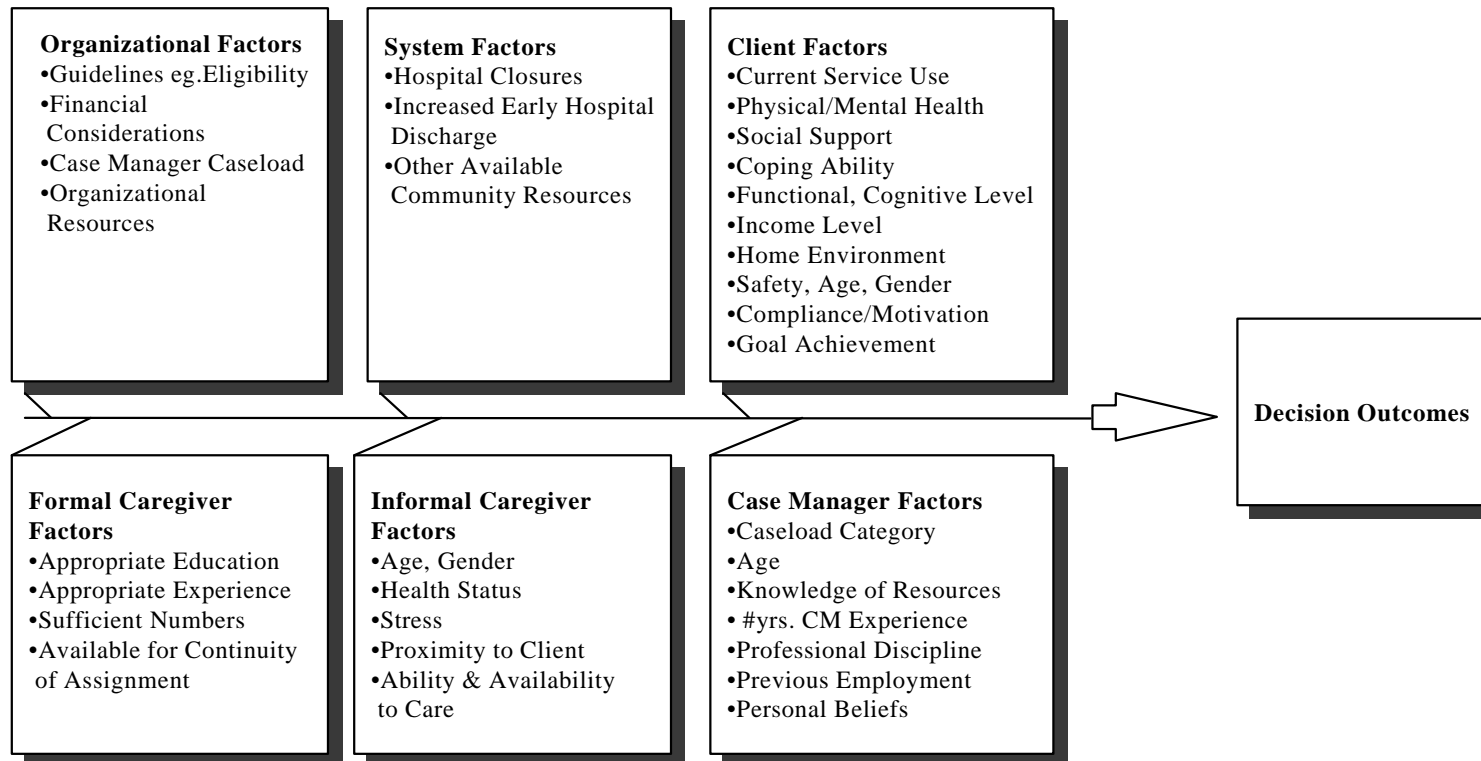 Organizational Factors
•Guidelines eg.Eligibility
•Financial
Considerations
•Case Manager Caseload
•Organizational
Resources
System Factors
•Hospital Closures
•Increased Early Hospital
Discharge
•Other Available
Community Resources
Client Factors
•Current Service Use
•Physical/Mental Health
•Social Support
•Coping Ability
•Functional, Cognitive Level
•Income Level
•Home Environment
•Safety, Age, Gender
•Compliance/Motivation
•Goal Achievement
Decision Outcomes
Formal Caregiver
Factors
•Appropriate Education
•Appropriate Experience
•Sufficient Numbers
•Available for Continuity
of Assignment
Informal Caregiver
Factors
•Age, Gender
•Health Status
•Stress
•Proximity to Client
•Ability & Availability
to Care
Case Manager Factors
•Caseload Category
•Age
•Knowledge of Resources
• #yrs. CM Experience
•Professional Discipline
•Previous Employment
•Personal Beliefs